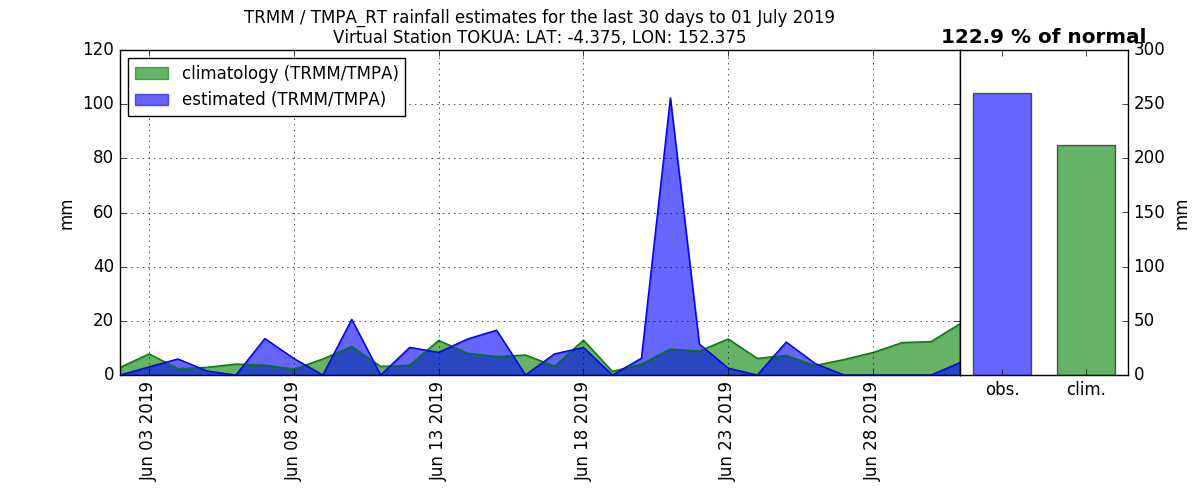 TRMM / TMPA_RT rainfall estimates for the last 30 days to 01 July 2019
Virtual Station TOKUA: LAT: -4.375, LON: 152.375
122.9 % of normal
climatology (TRMM/TMPA)
estimated (TRMM/TMPA)
120
100
80
60
40
20
0
mm
Jun 03 2019
Jun 08 2019
Jun 13 2019
Jun 18 2019
Jun 23 2019
Jun 28 2019
300
250
200
150
100
50
0
mm
obs.
clim.